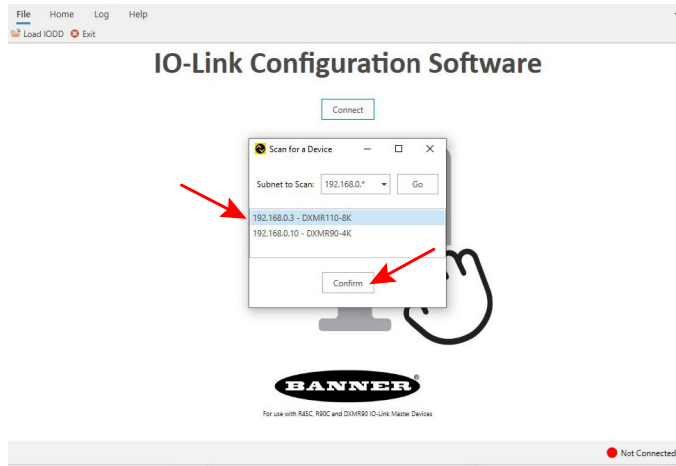 File Home Log Help
Load IODD Exit
IO-Link Configuration Software
Connect
Scan for a Device
Subnet to Scan: 192.168.0.* Go
192.168.0.3 - DXMR110-8K
192.168.0.10 - DXMR90-4K
Confirm
BANNER®
For use with R45C, R90C and DXMR90 IO-Link Master Devices
Not Connected